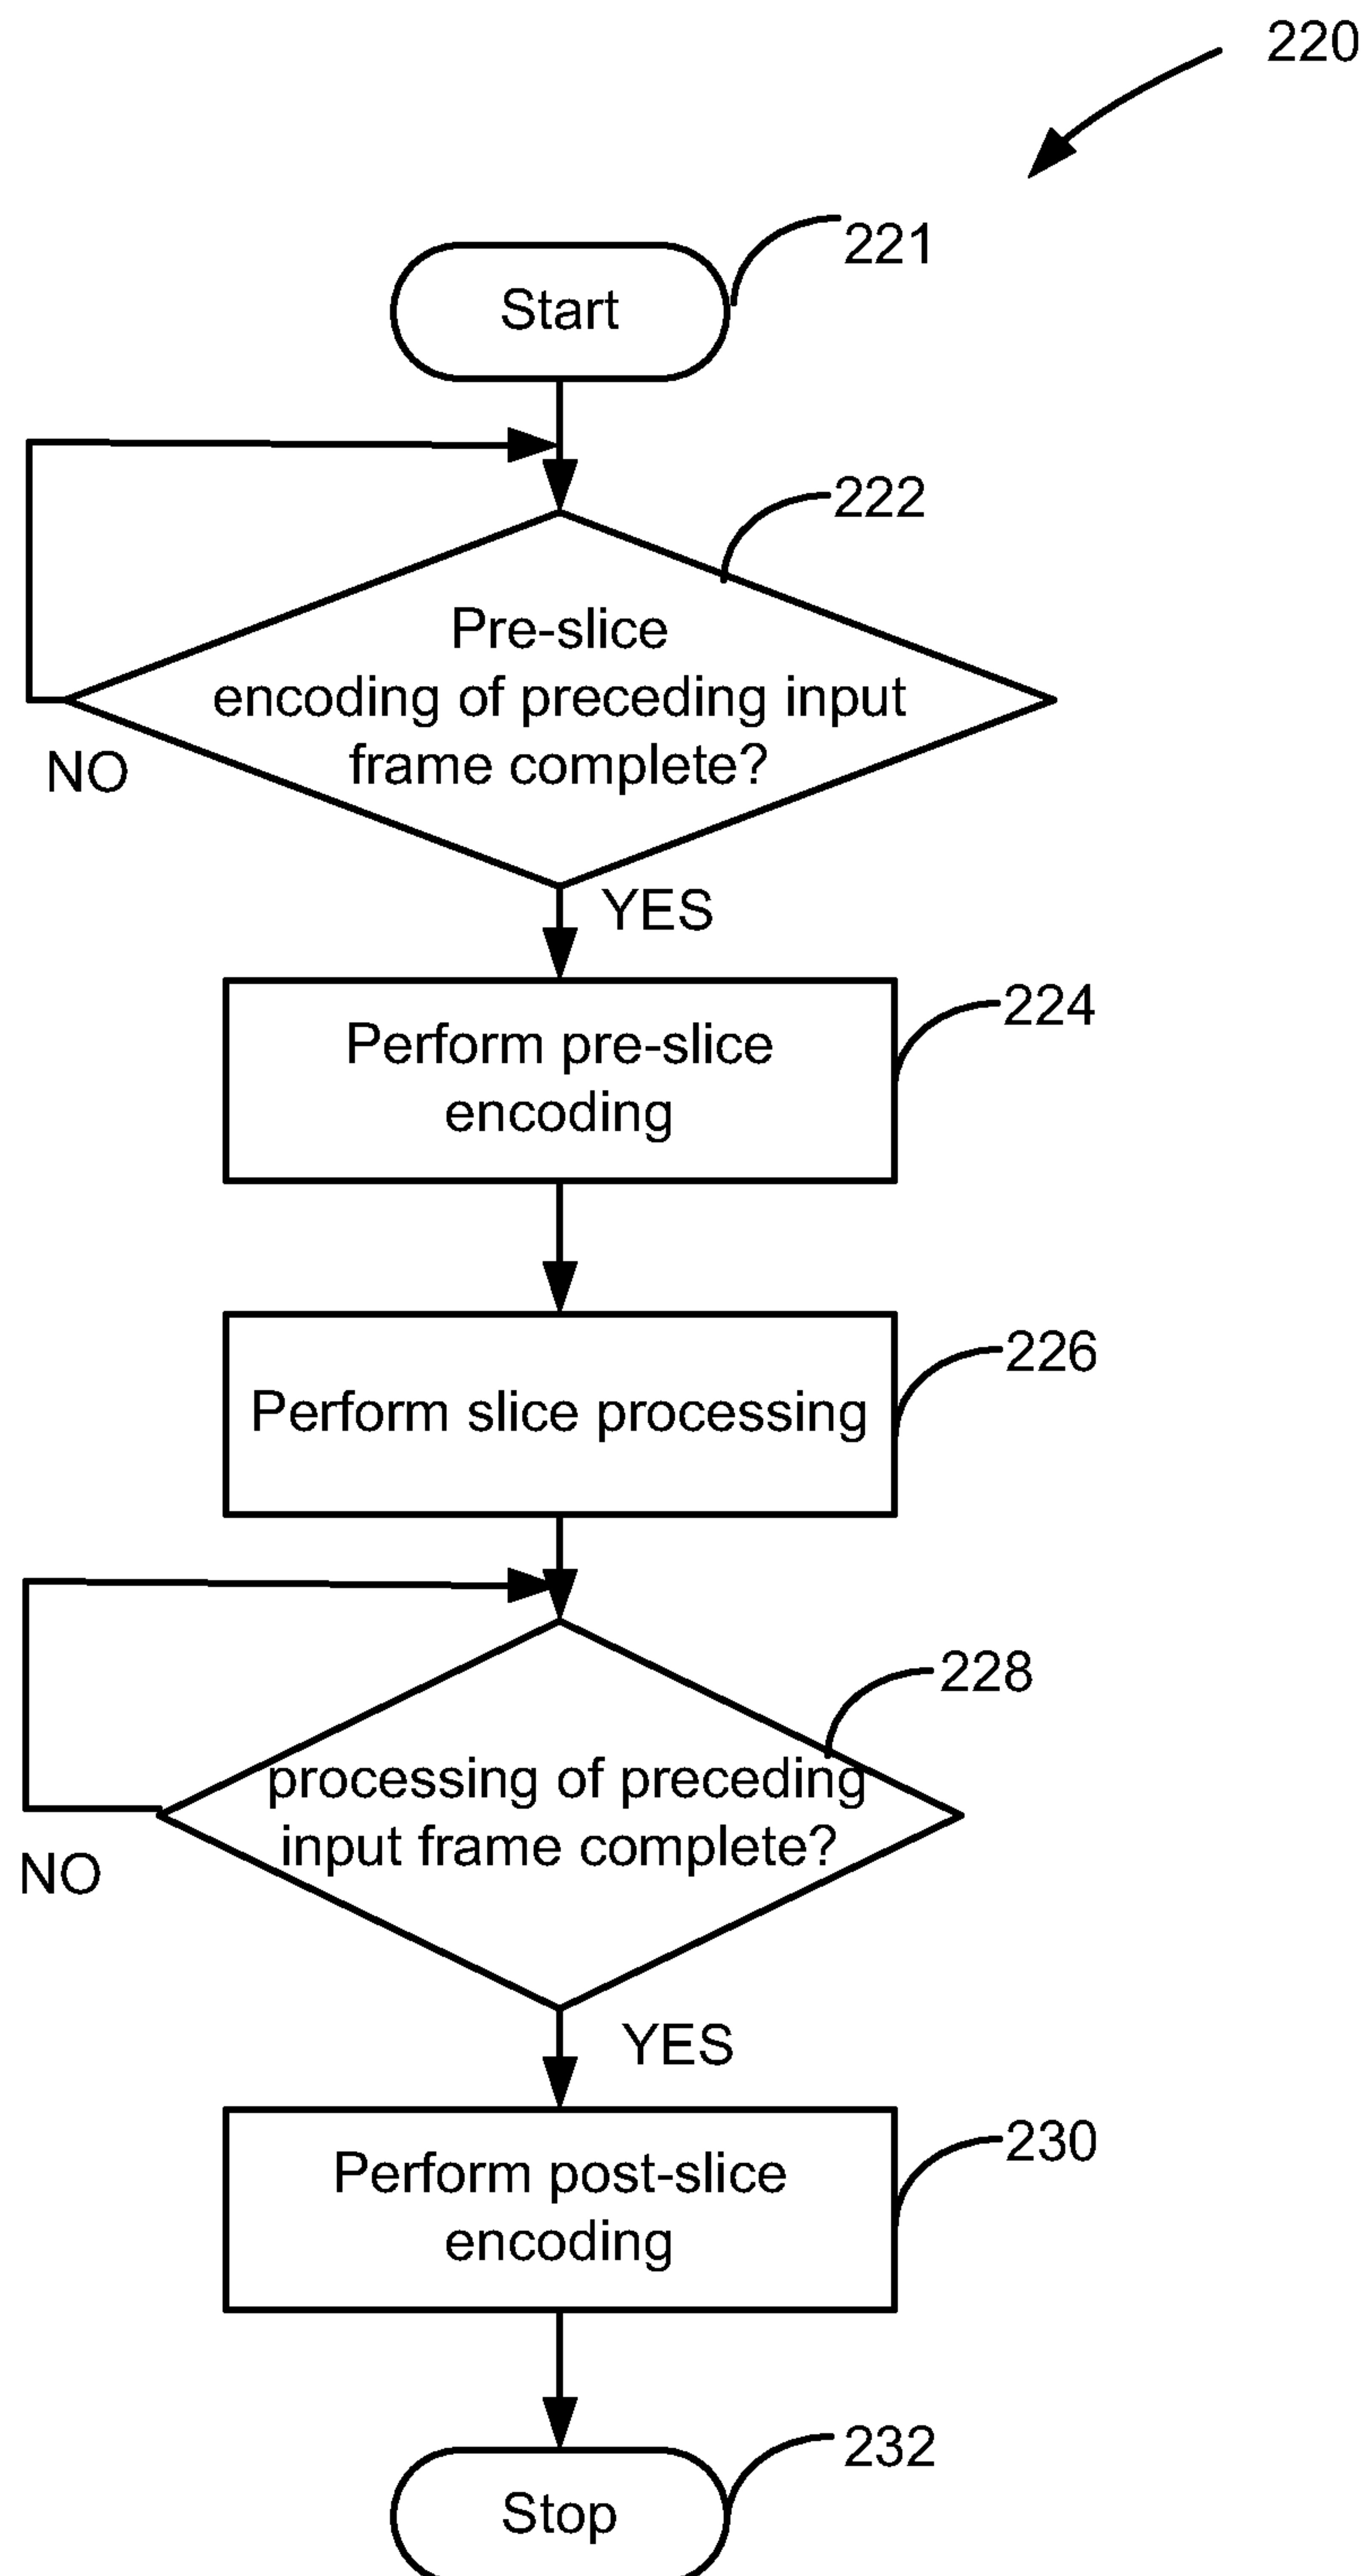 220
221
Start
222
Pre-slice
encoding of preceding input
frame complete?
NO
YES
224
Perform pre-slice
encoding
226
Perform slice processing
228
processing of preceding
input frame complete?
NO
YES
230
Perform post-slice
encoding
232
Stop